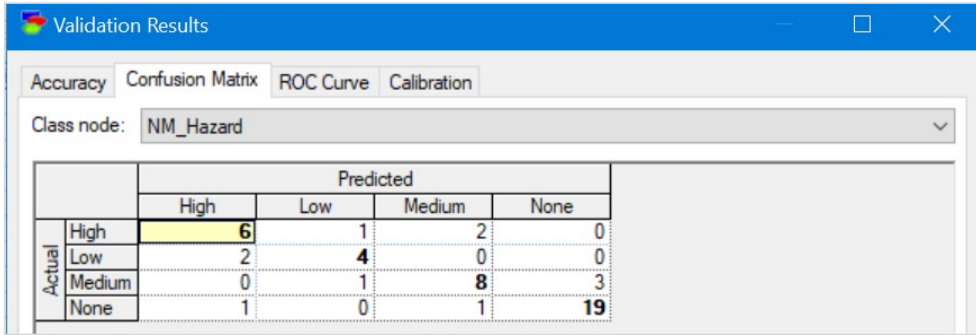 Validation Results
Accuracy Confusion Matrix ROC Curve Calibration
Class node: NM_Hazard
Predicted
High Low Medium None
Actual
High 6 1 2 0
Low 2 4 0 0
Medium 0 1 8 3
None 1 0 1 19